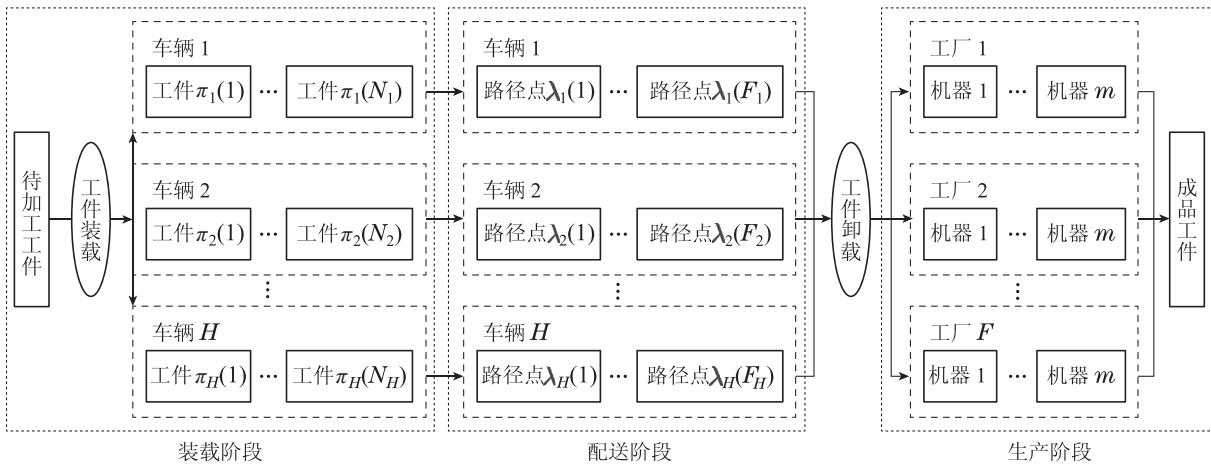 待加工工件
工件装载
车辆 1
工件π₁(1) ··· 工件π₁(N₁)
车辆 2
工件π₂(1) ··· 工件π₂(N₂)
⋮
车辆 H
工件π_H(1) ··· 工件π_H(N_H)
装载阶段
车辆 1
路径点λ₁(1) ··· 路径点λ₁(F₁)
车辆 2
路径点λ₂(1) ··· 路径点λ₂(F₂)
⋮
车辆 H
路径点λ_H(1) ··· 路径点λ_H(F_H)
配送阶段
工件卸载
工厂 1
机器 1 ··· 机器 m
工厂 2
机器 1 ··· 机器 m
⋮
工厂 F
机器 1 ··· 机器 m
成品工件
生产阶段